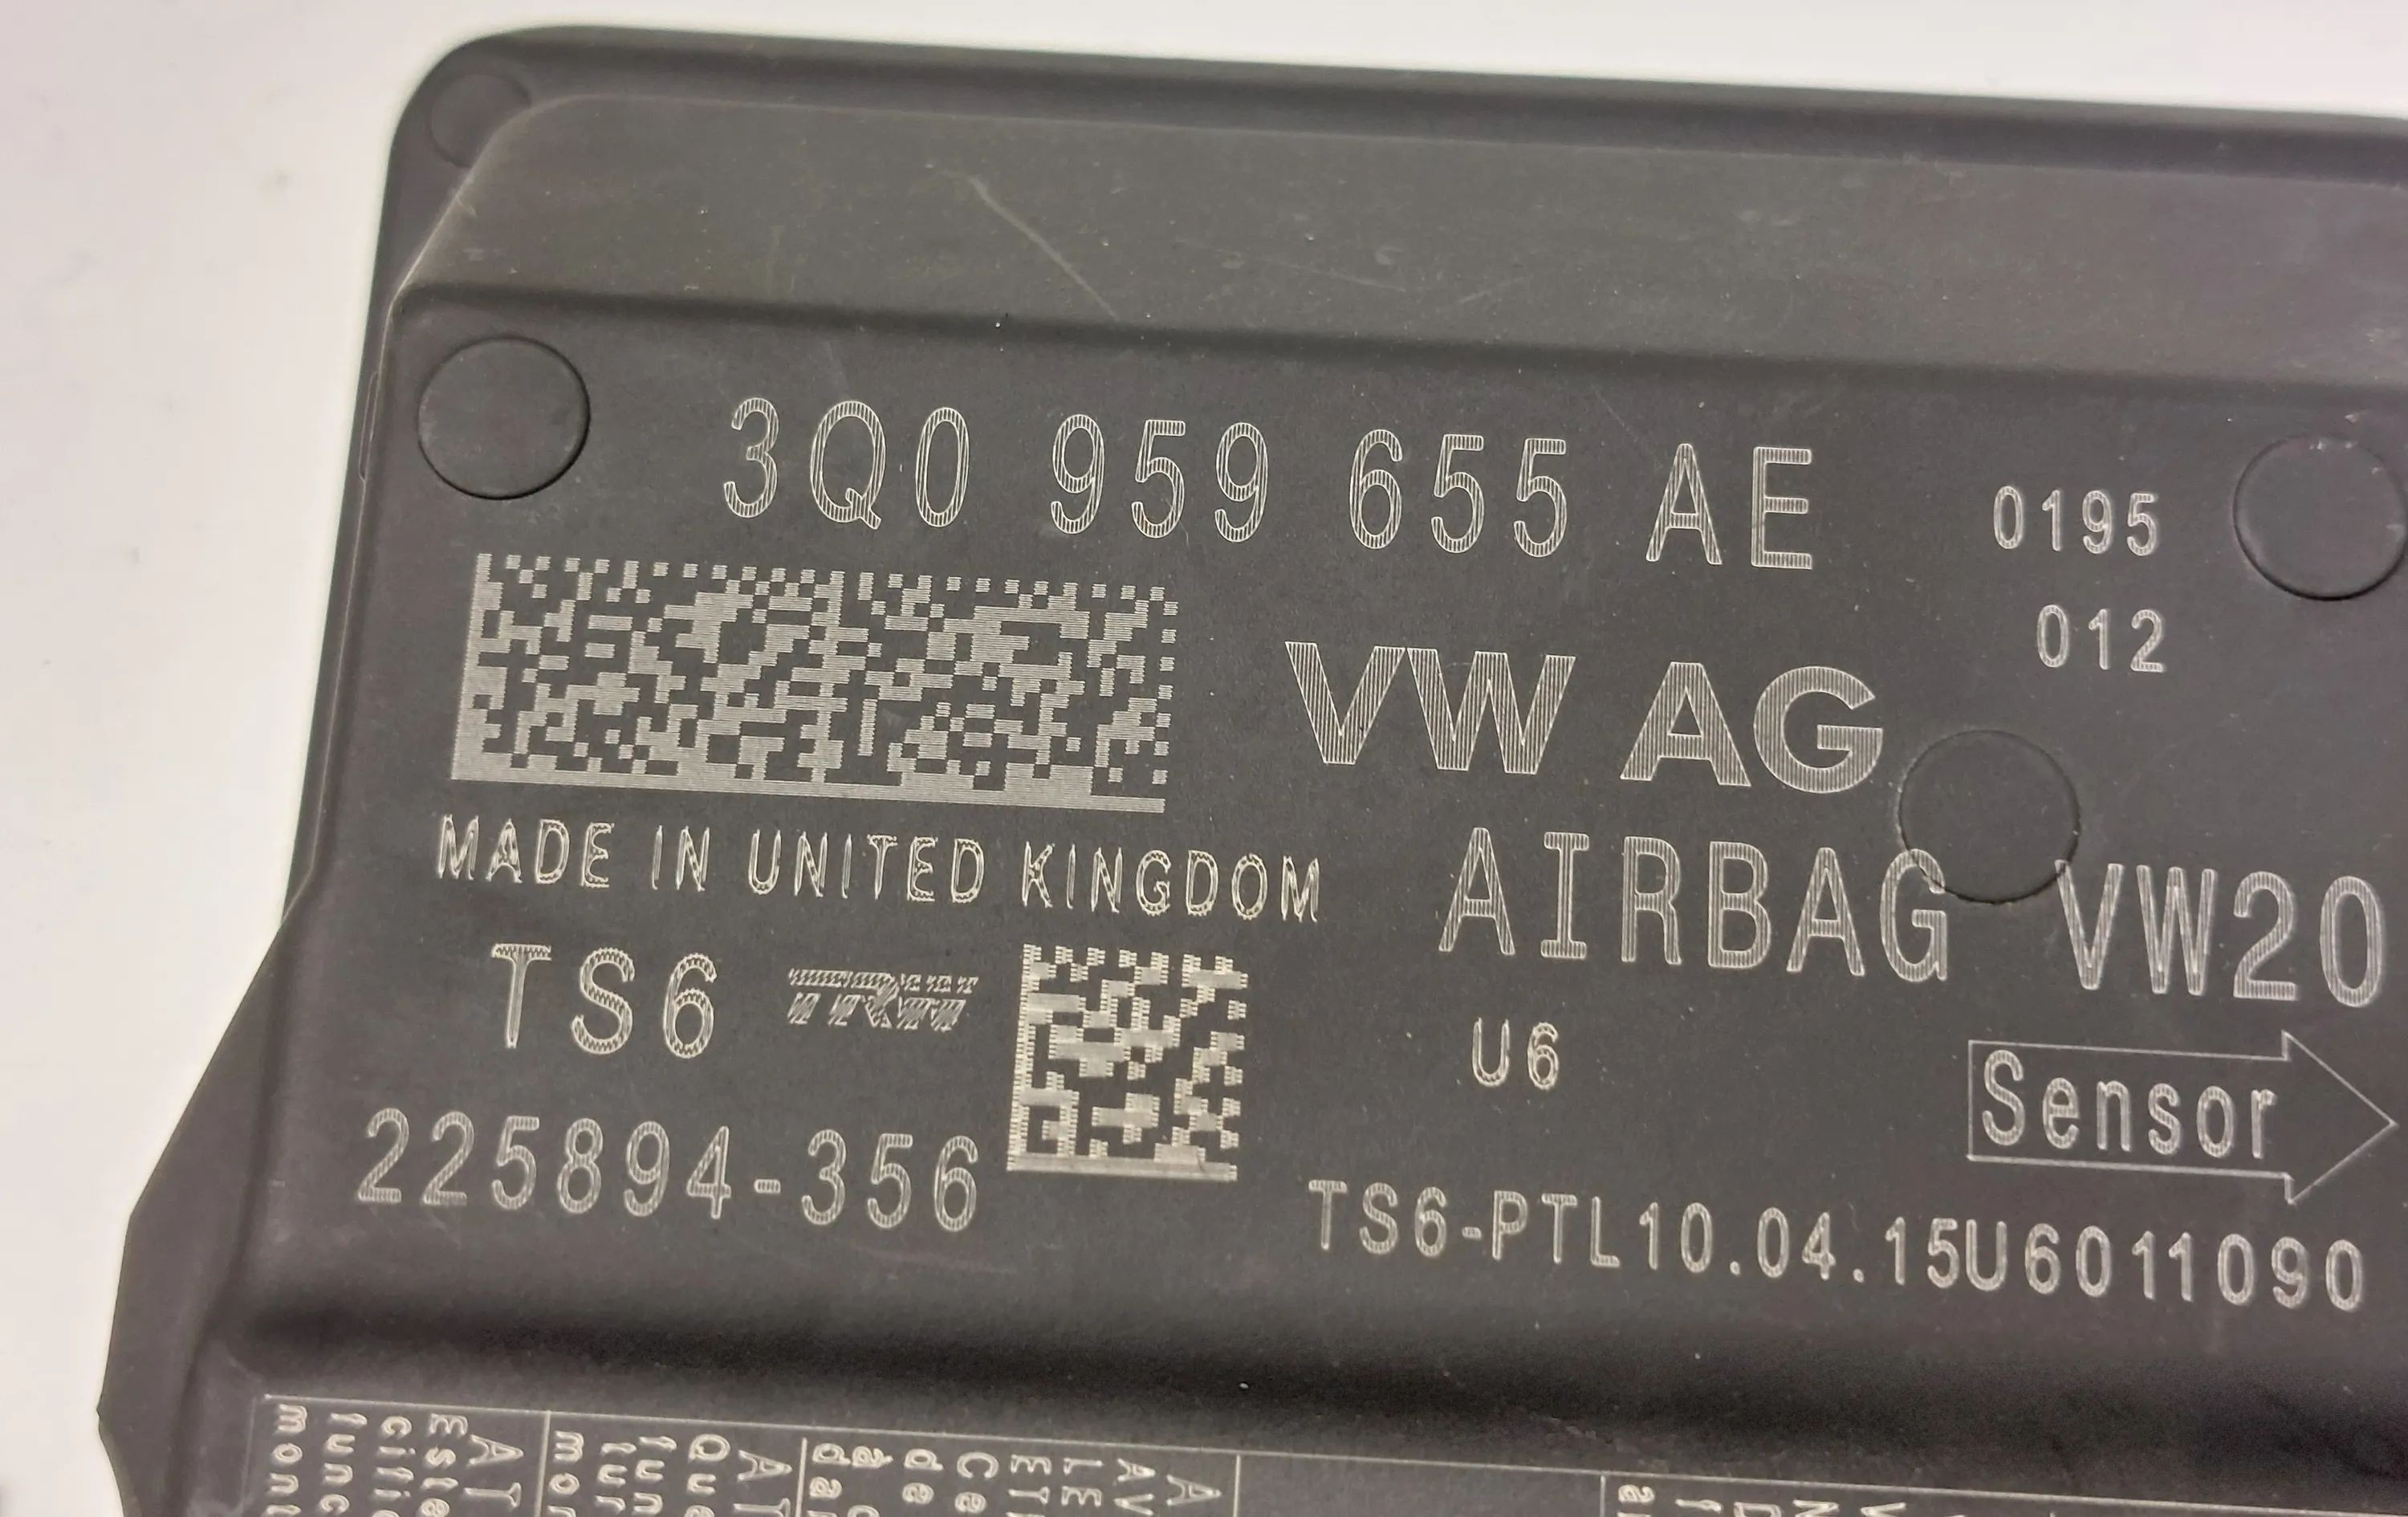 3Q0 959 655 AE
0195
012
VW AG
MADE IN UNITED KINGDOM
AIRBAG VW20
TS6 TRW
U6
Sensor
225894-356
TS6-PTL10.04.15U6011090